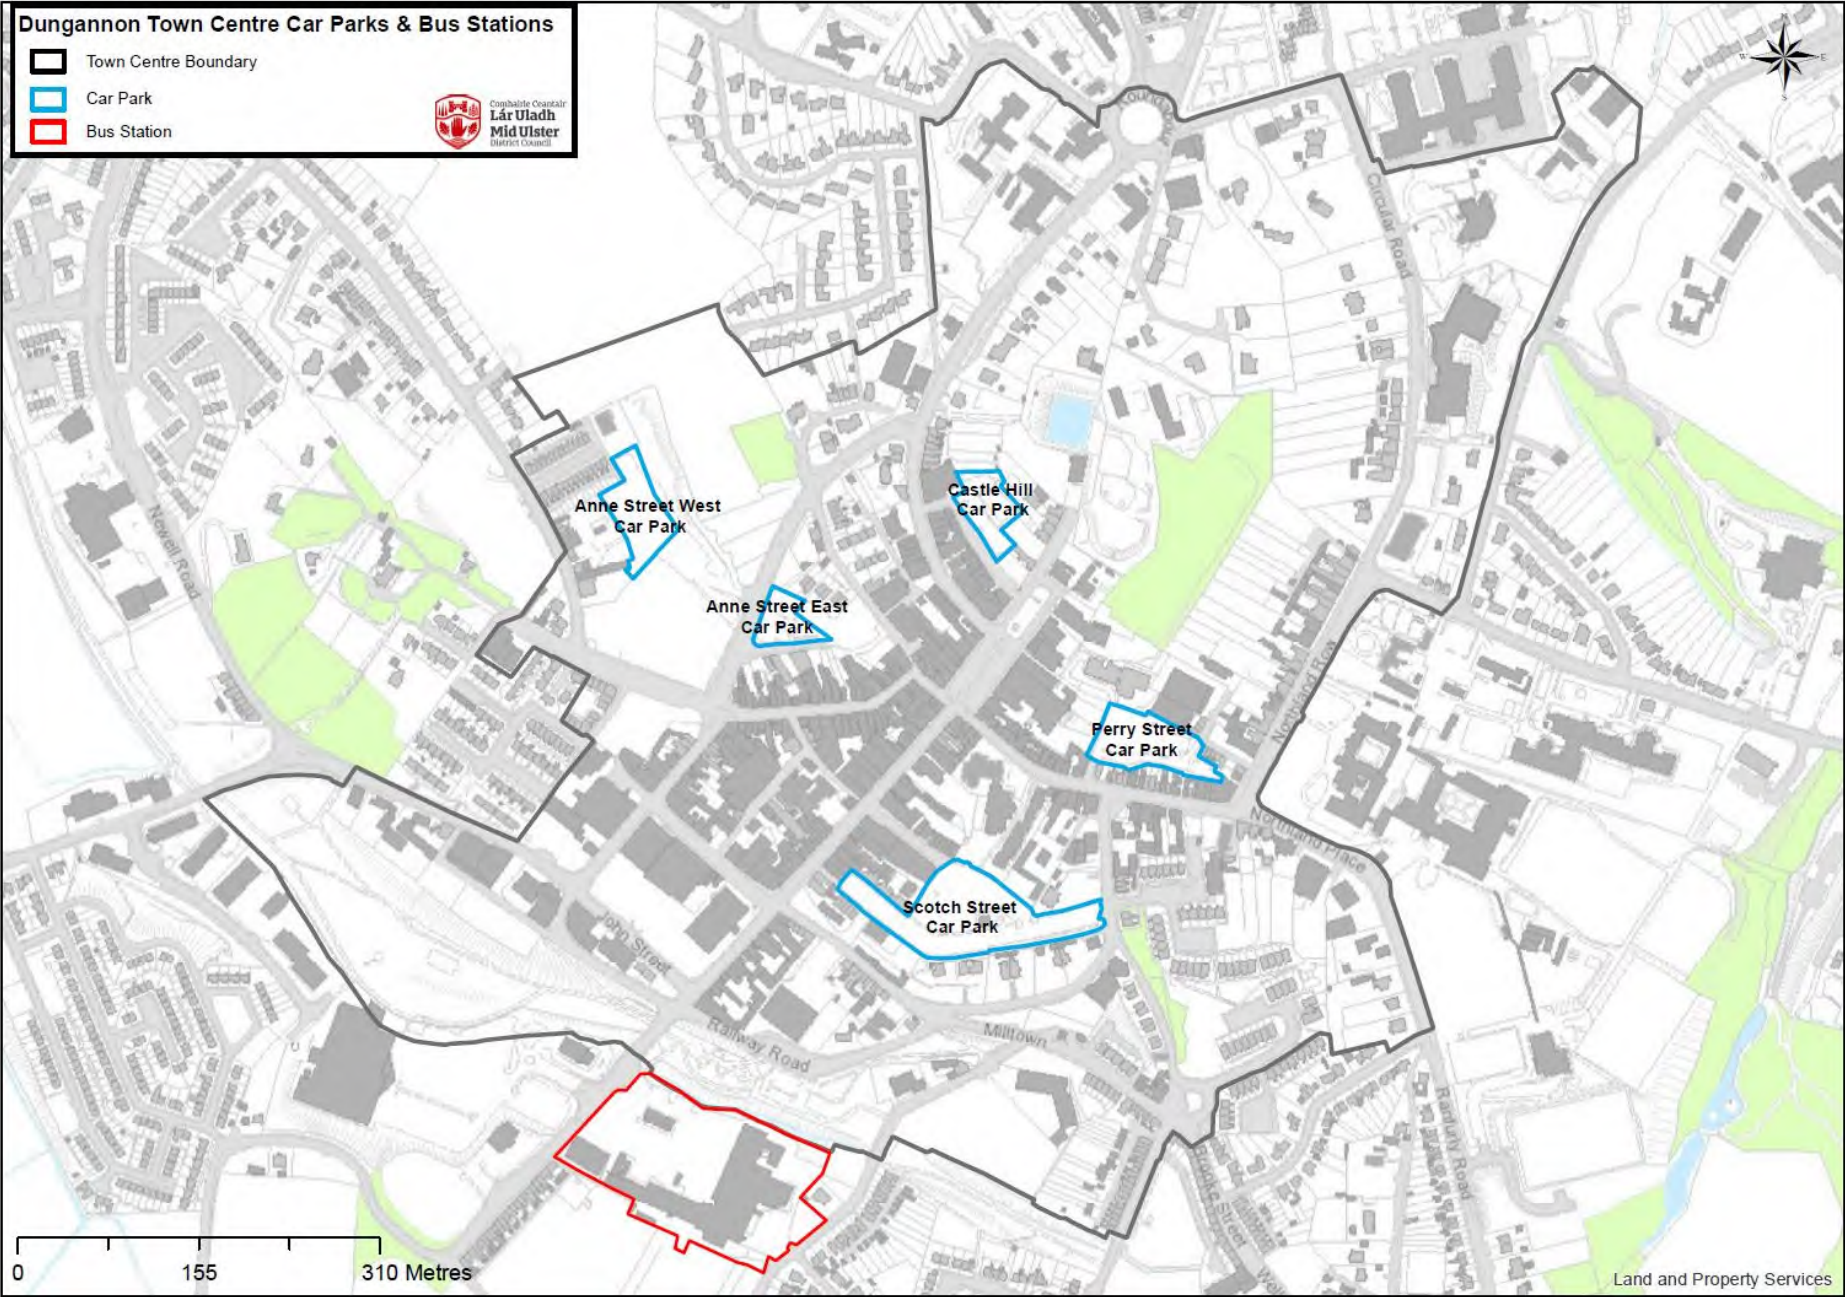 Dungannon Town Centre Car Parks & Bus Stations
Town Centre Boundary
Car Park
Bus Station
Comhairle Ceantair
Lár Uladh
Mid Ulster
District Council
N
W
E
S
Circular Road
Newell Road
Anne Street West
Car Park
Castle Hill
Car Park
Anne Street East
Car Park
Northland Row
Perry Street
Car Park
Northland Place
Scotch Street
Car Park
John Street
Railway Road
Milltown
Ranfurly Road
Brooke Street
0
155
310 Metres
Land and Property Services